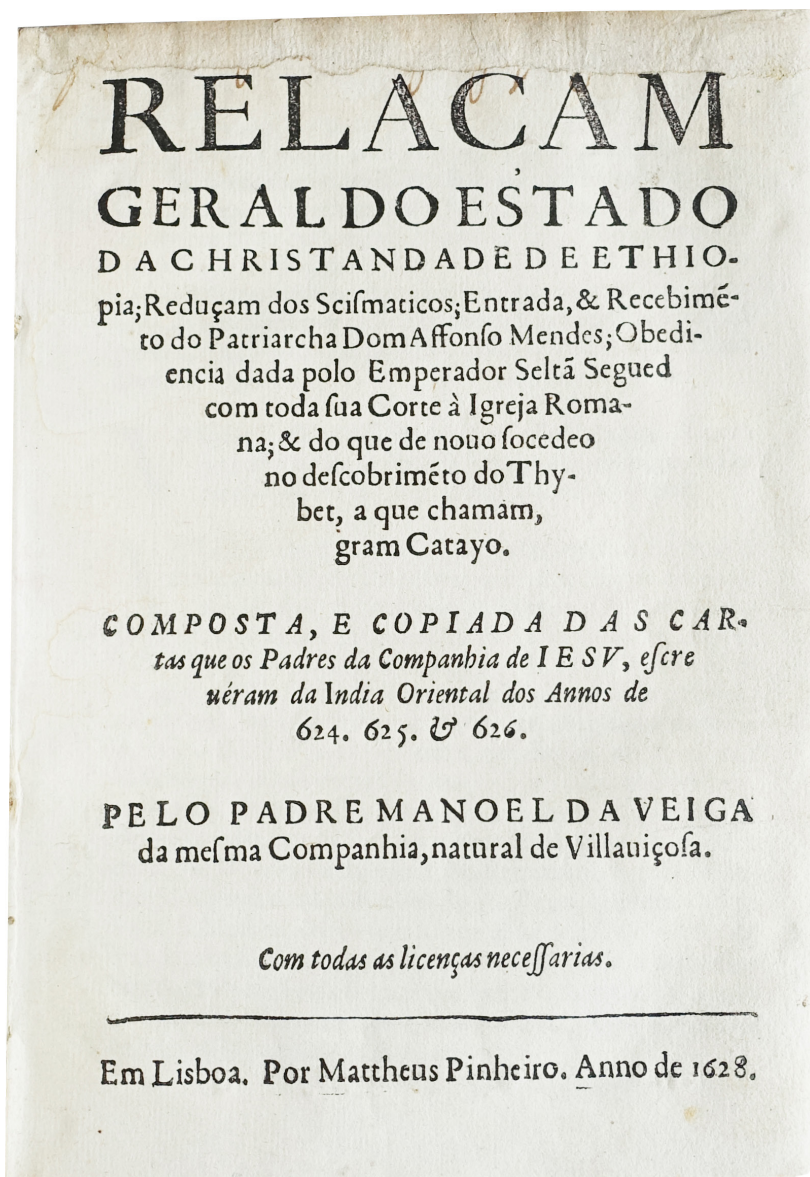 RELACAM
GERAL DO ESTADO
DA CHRISTANDADE DE ETHIO-
pia; Reduçam dos Sciſmaticos; Entrada, & Recebimẽ-
to do Patriarcha Dom Affonſo Mendes; Obedi-
encia dada polo Emperador Seltã Segued
com toda ſua Corte à Igreja Roma-
na; & do que de nouo ſocedeo
no deſcobrimẽto do Thy-
bet, a que chamam,
gram Catayo.
COMPOSTA, E COPIADA DAS CAR-
tas que os Padres da Companhia de IESV, eſcre
uéram da India Oriental dos Annos de
624. 625. & 626.
PELO PADRE MANOEL DA VEIGA
da meſma Companhia, natural de Villauiçoſa.
Com todas as licenças neceſſarias.
Em Lisboa. Por Mattheus Pinheiro. Anno de 1628.